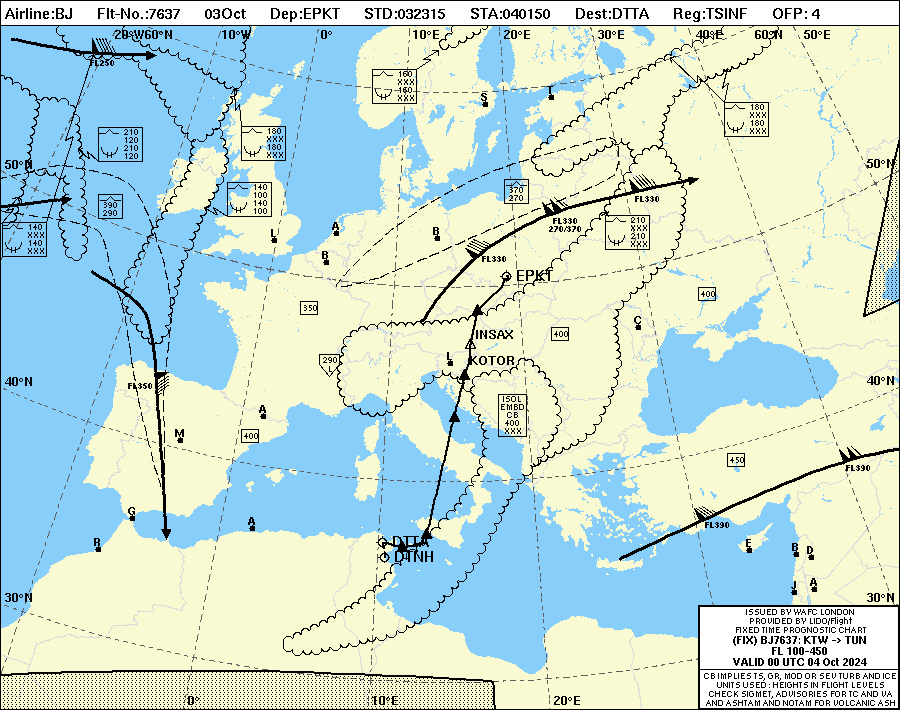 Airline:BJ Flt-No.:7637 03Oct Dep:EPKT STD:032315 STA:040150 Dest:DTTA Reg:TSINF OFP: 4
20°W60°N 10°W 0° 10°E 20°E 30°E 40°E 60°N 50°E
FL250
160
XXX
160
XXX
S
T
180
XXX
180
XXX
210
120
210
120
180
XXX
180
XXX
50°N
50°N
140
100
140
100
370
270
FL330
390
290
FL330
270/370
140
XXX
140
XXX
210
XXX
210
XXX
L
A
B
B
FL330
EPKT
350
400
C
INSAX
400
290
L
L
KOTOR
40°N
FL350
40°N
ISOL
EMBD
CB
400
XXX
A
M
400
450
FL390
G
A
FL390
B
DTTA
DTNH
E
B
D
J
A
30°N
30°N
ISSUED BY WAFC LONDON
PROVIDED BY LIDO/Flight
FIXED TIME PROGNOSTIC CHART
(FIX) BJ7637: KTW -> TUN
FL 100-450
VALID 00 UTC 04 Oct 2024
CB IMPLIES TS, GR, MOD OR SEV TURB AND ICE
UNITS USED : HEIGHTS IN FLIGHT LEVELS
CHECK SIGMET, ADVISORIES FOR TC AND VA
AND ASHTAM AND NOTAM FOR VOLCANIC ASH
0° 10°E 20°E